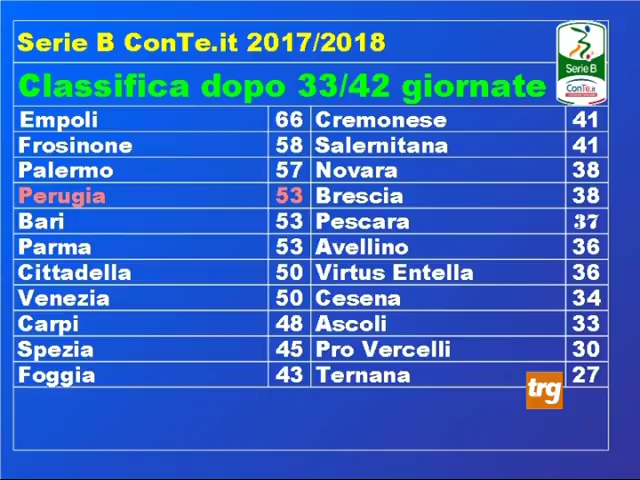 Serie B ConTe.it 2017/2018
Classifica dopo 33/42 giornate
Serie B
ConTe.it
Empoli 66 Cremonese 41
Frosinone 58 Salernitana 41
Palermo 57 Novara 38
Perugia 53 Brescia 38
Bari 53 Pescara 37
Parma 53 Avellino 36
Cittadella 50 Virtus Entella 36
Venezia 50 Cesena 34
Carpi 48 Ascoli 33
Spezia 45 Pro Vercelli 30
Foggia 43 Ternana 27
trg